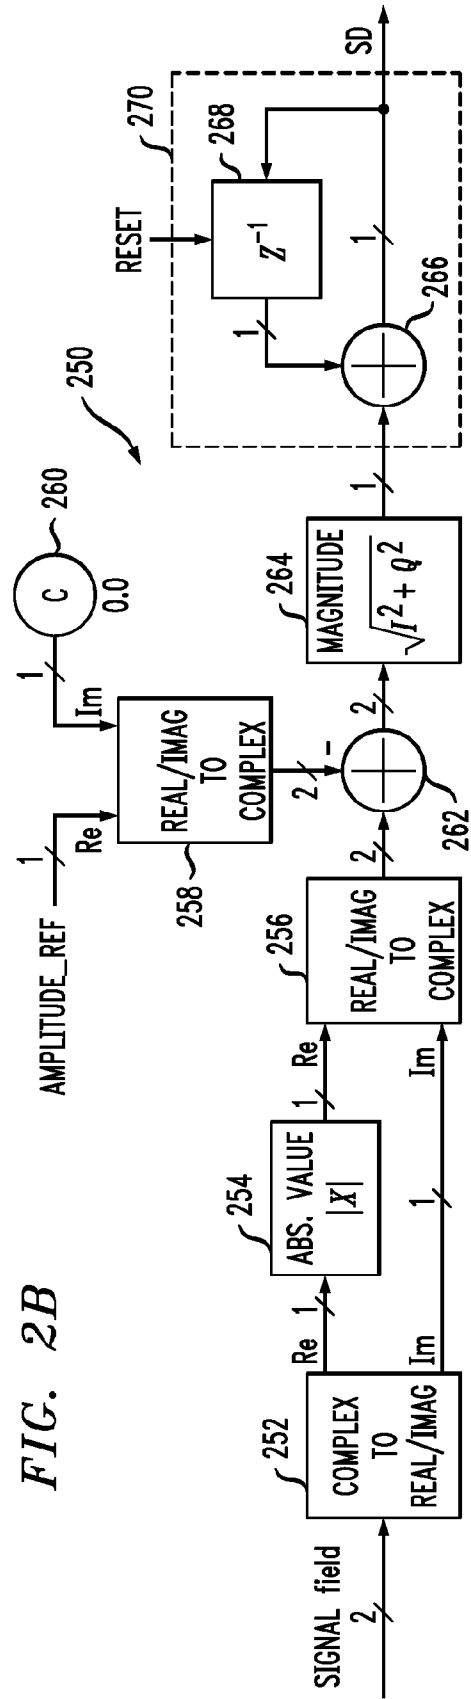 FIG. 2B
250
SIGNAL field
2
252
COMPLEX
TO
REAL/IMAG
Re
1
254
ABS. VALUE
|X|
1
Re
Im
1
Im
256
REAL/IMAG
TO
COMPLEX
2
AMPLITUDE_REF
1
Re
258
REAL/IMAG
TO
COMPLEX
C
0.0
260
1
Im
2
-
262
2
264
MAGNITUDE
√I² + Q²
1
266
1
268
Z⁻¹
1
RESET
270
SD